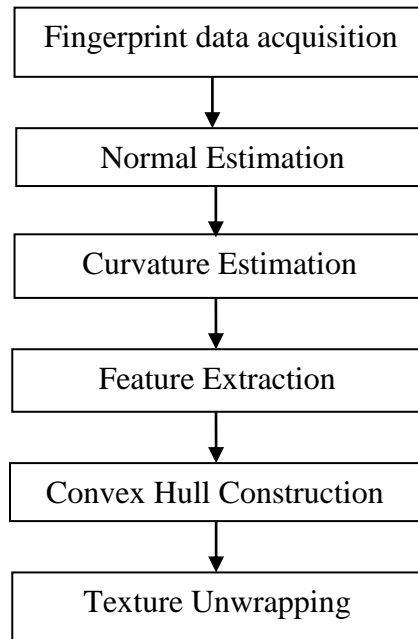 Fingerprint data acquisition
Normal Estimation
Curvature Estimation
Feature Extraction
Convex Hull Construction
Texture Unwrapping